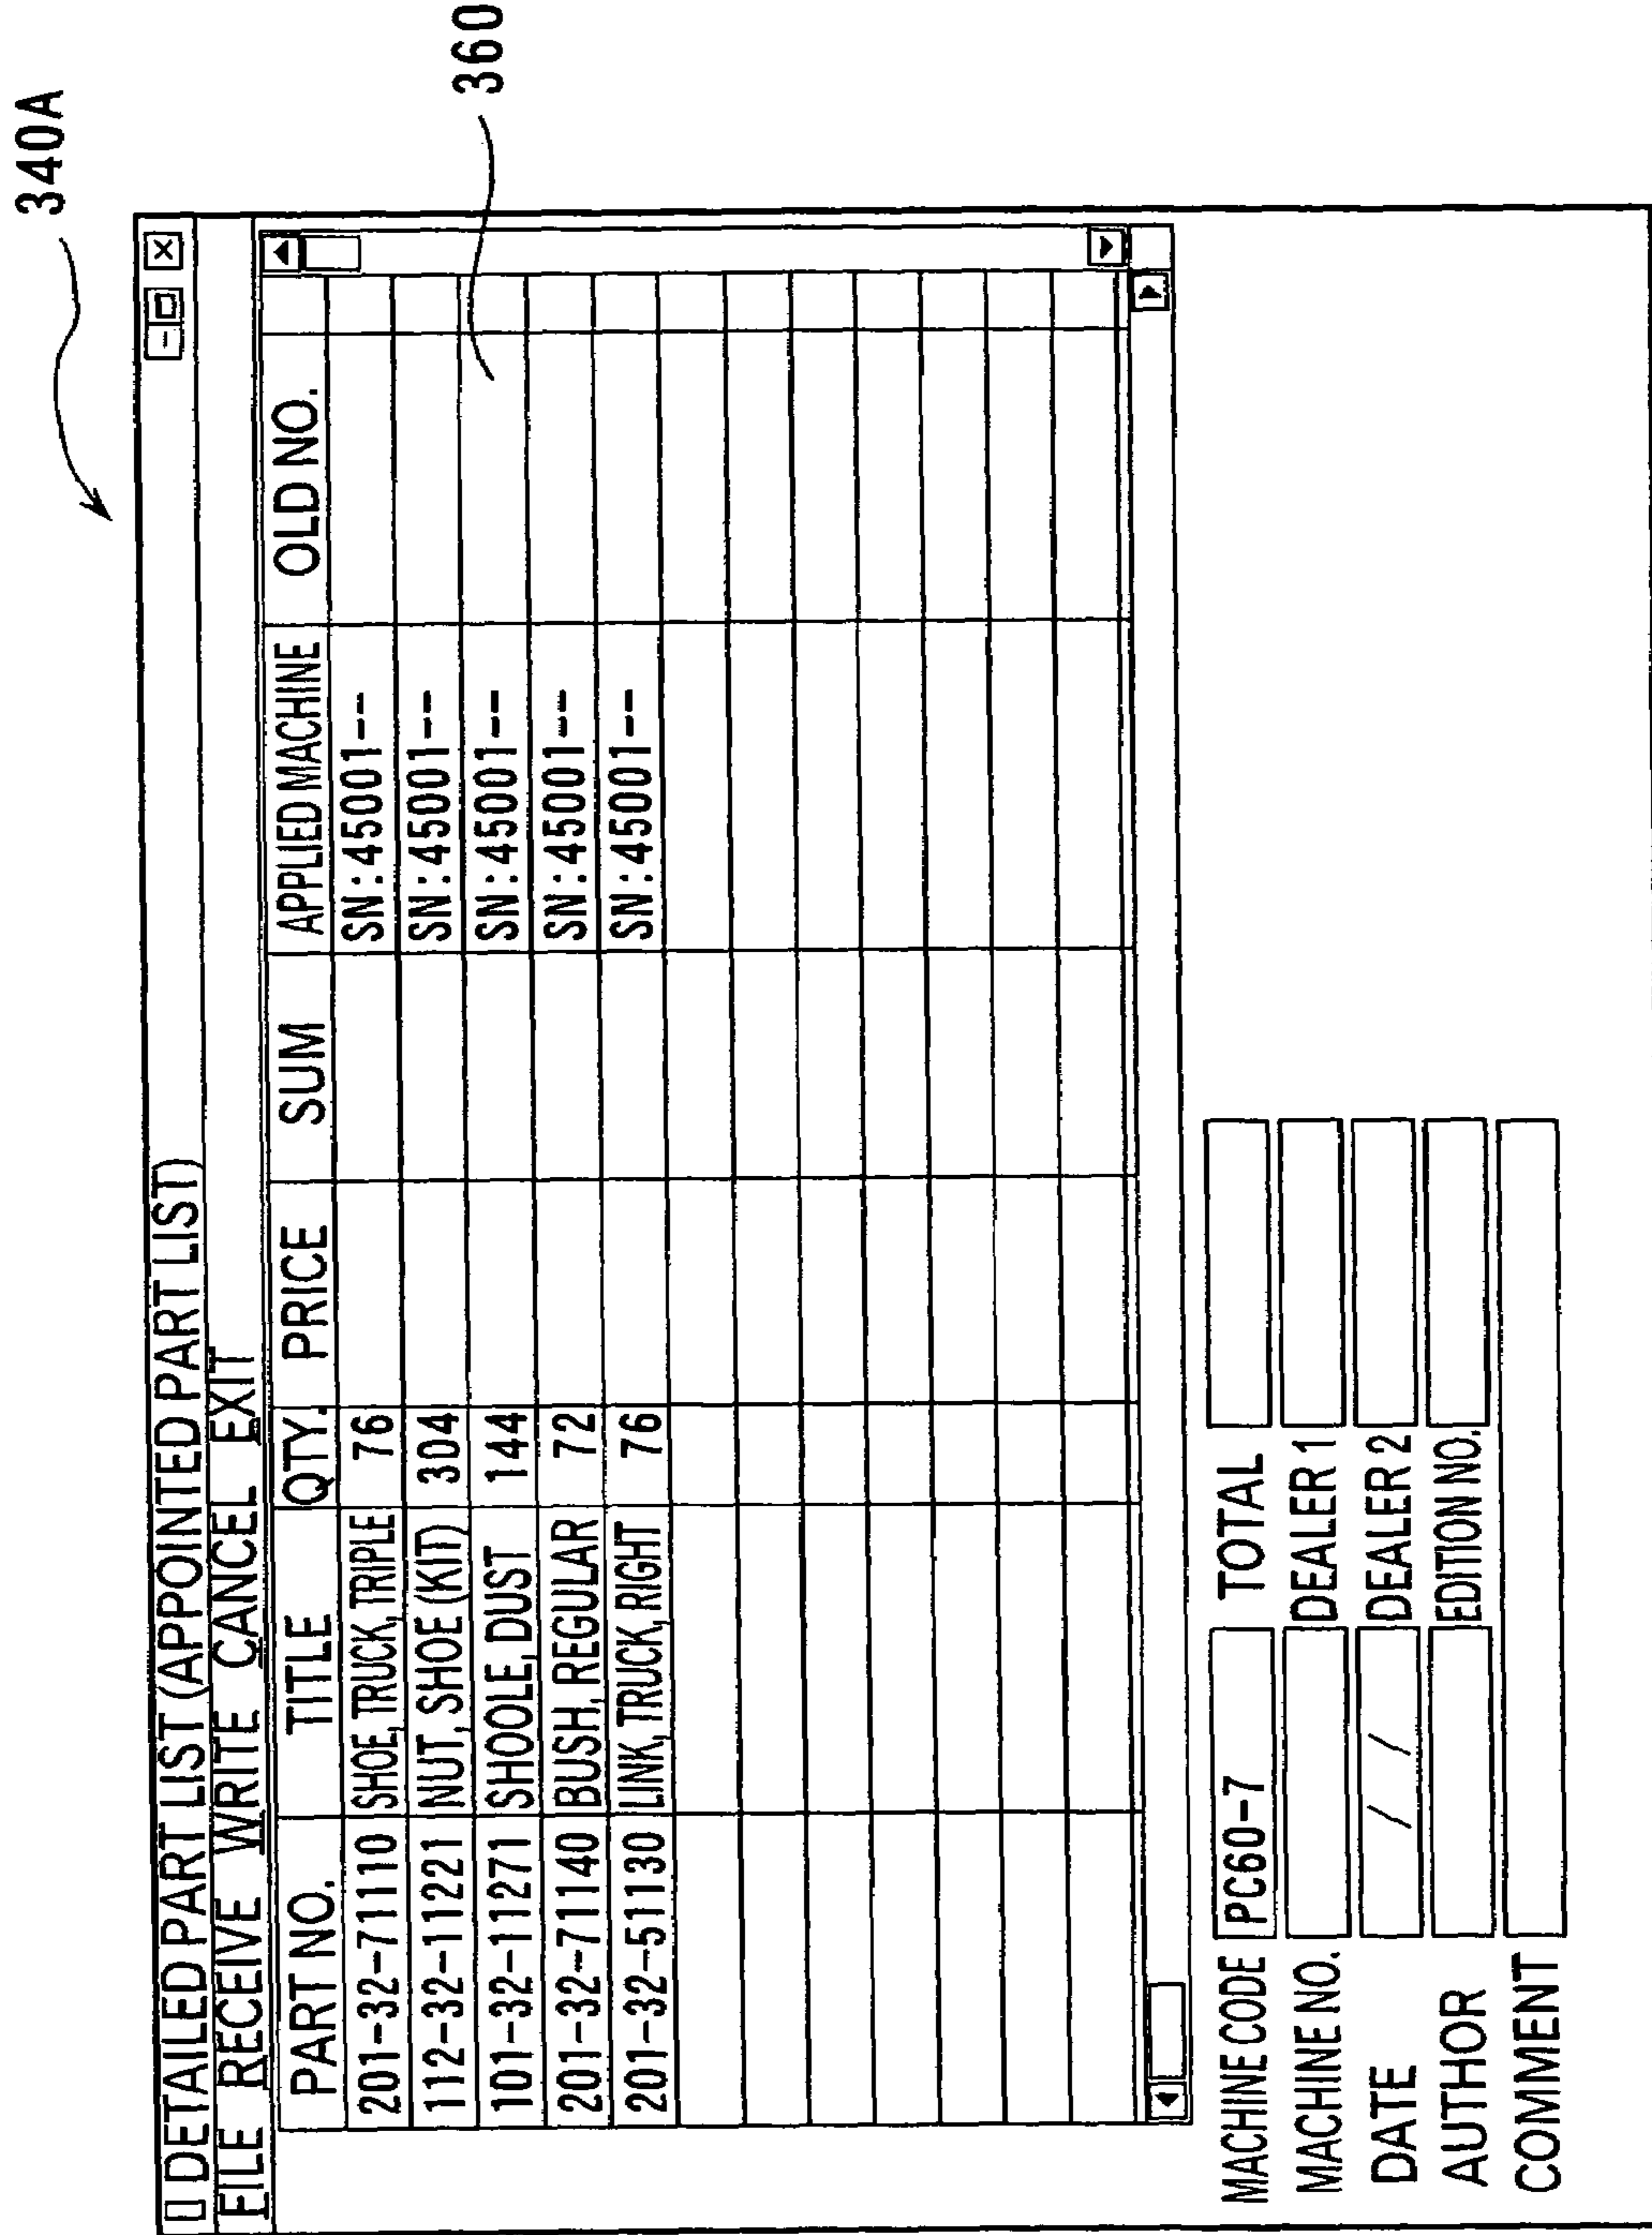 340A
360
DETAILED PART LIST (APPOINTED PART LIST)
FILE RECEIVE WRITE CANCEL EXIT
PART NO. TITLE QTY. PRICE SUM APPLIED MACHINE OLD NO.
201-32-71110 SHOE, TRUCK, TRIPLE 76 SN:45001--
112-32-11221 NUT, SHOE (KIT) 304 SN:45001--
101-32-11271 SHOOLE, DUST 144 SN:45001--
201-32-71140 BUSH, REGULAR 72 SN:45001--
201-32-51130 LINK, TRUCK, RIGHT 76 SN:45001--
MACHINE CODE PC60-7 TOTAL
MACHINE NO. DEALER 1
DATE / / DEALER 2
AUTHOR EDITION NO.
COMMENT